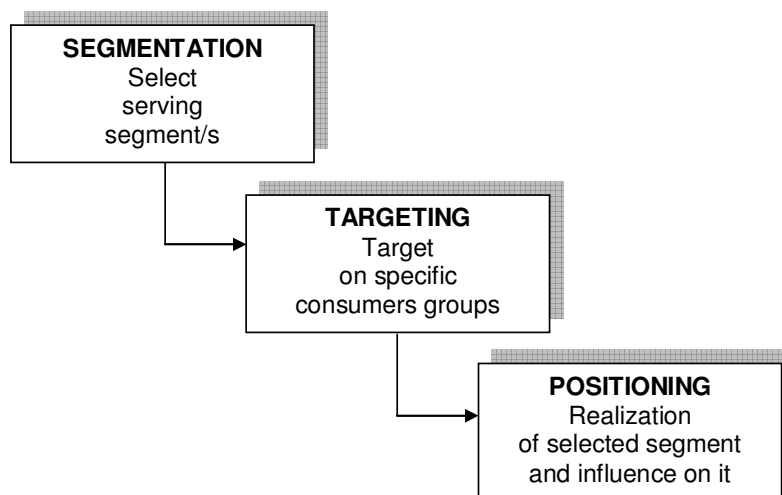 SEGMENTATION
Select
serving
segment/s
TARGETING
Target
on specific
consumers groups
POSITIONING
Realization
of selected segment
and influence on it